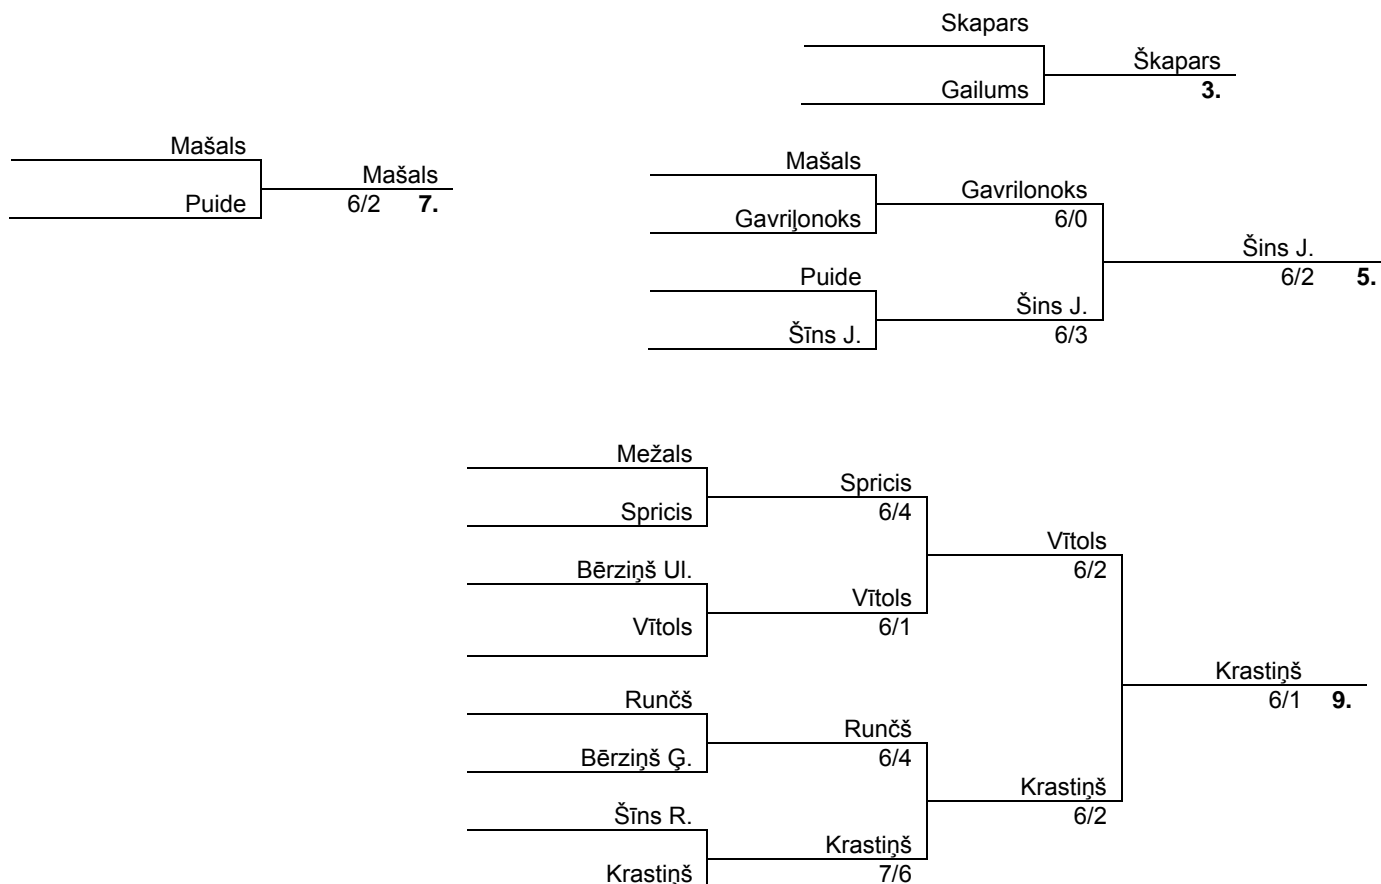 Skapars
Škapars
Gailums
3.
Mašals
Mašals
Puide
6/2 7.
Mašals
Gavrilonoks
Gavriļonoks
6/0
Šins J.
6/2 5.
Puide
Šins J.
Šīns J.
6/3
Mežals
Spricis
Spricis
6/4
Vītols
6/2
Bērziņš Ul.
Vītols
Vītols
6/1
Krastiņš
6/1 9.
Runčš
Runčš
Bērziņš Ģ.
6/4
Krastiņš
6/2
Šīns R.
Krastiņš
Krastiņš
7/6